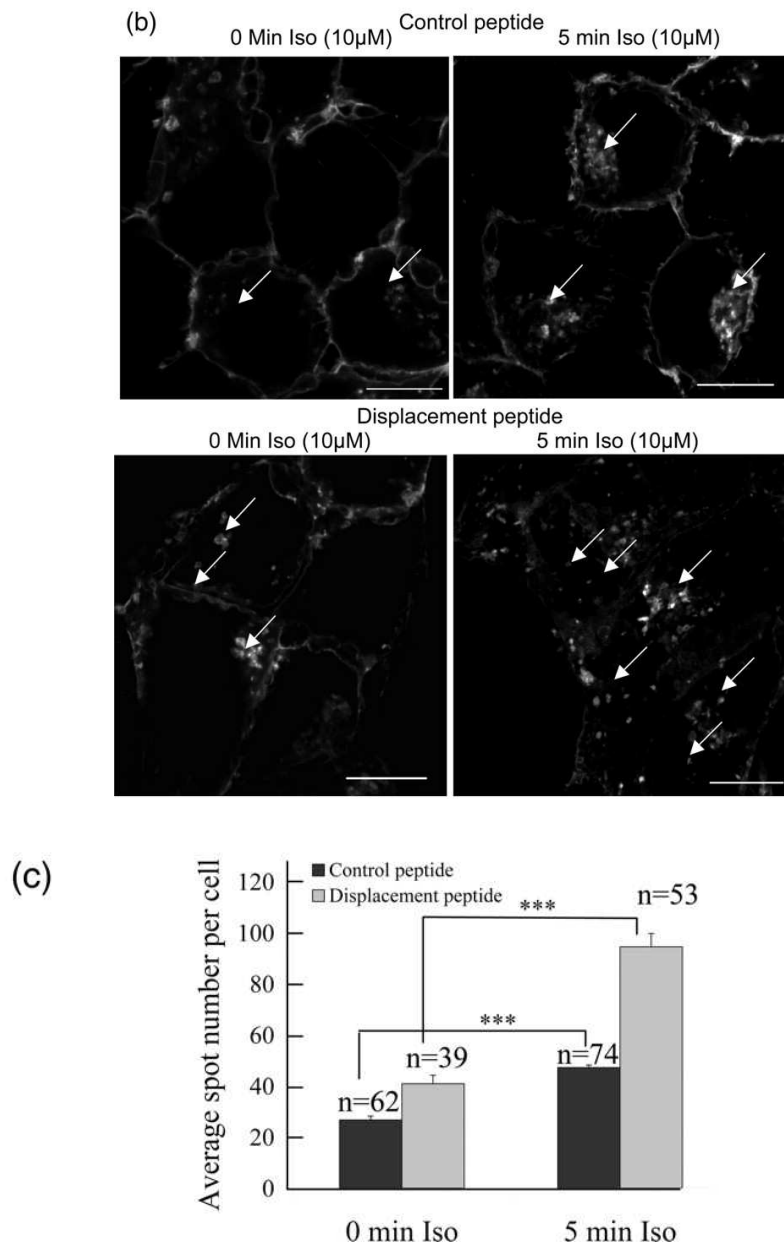 (b)
Control peptide
0 Min Iso (10µM)
5 min Iso (10µM)
Displacement peptide
0 Min Iso (10µM)
5 min Iso (10µM)
(c)
Average spot number per cell
120
100
80
60
40
20
0
Control peptide
Displacement peptide
***
n=53
***
n=39
n=74
n=62
0 min Iso
5 min Iso